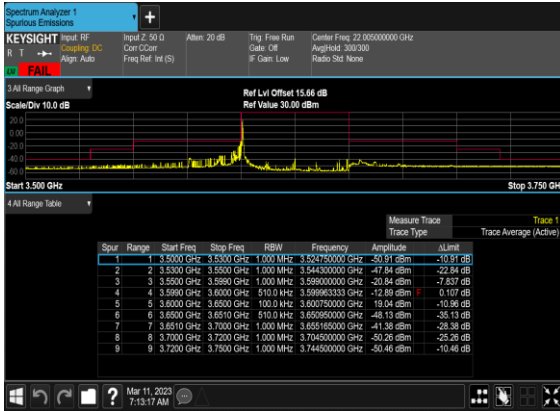 Spectrum Analyzer 1
Spurious Emissions
+
KEYSIGHT Input: RF Input Z: 50 Ω Atten: 20 dB Trig: Free Run Center Freq: 22.005000000 GHz
R T Coupling: DC Corr CCorr Gate: Off Avg|Hold: 300/300
Align: Auto Freq Ref: Int (S) IF Gain: Low Radio Std: None
FAIL
3 All Range Graph Ref Lvl Offset 15.66 dB
Scale/Div 10.0 dB Ref Value 30.00 dBm
20.0
0.00
-20.0
-40.0
-60.0
Start 3.500 GHz Stop 3.750 GH
4 All Range Table
Measure Trace Trace 1
Trace Type Trace Average (Active)
Spur Range Start Freq Stop Freq RBW Frequency Amplitude ΔLimit
1 1 3.5000 GHz 3.5300 GHz 1.000 MHz 3.524750000 GHz -50.91 dBm -10.91 dB
2 2 3.5300 GHz 3.5500 GHz 1.000 MHz 3.544300000 GHz -47.84 dBm -22.84 dB
3 3 3.5500 GHz 3.5990 GHz 1.000 MHz 3.599000000 GHz -20.84 dBm -7.837 dB
4 4 3.5990 GHz 3.6000 GHz 510.0 kHz 3.599963333 GHz -12.89 dBm F 0.107 dB
5 5 3.6000 GHz 3.6500 GHz 100.0 kHz 3.600750000 GHz 19.04 dBm -10.96 dB
6 6 3.6500 GHz 3.6510 GHz 510.0 kHz 3.650950000 GHz -48.13 dBm -35.13 dB
7 7 3.6510 GHz 3.7000 GHz 1.000 MHz 3.655165000 GHz -41.38 dBm -28.38 dB
8 8 3.7000 GHz 3.7200 GHz 1.000 MHz 3.704500000 GHz -50.26 dBm -25.26 dB
9 9 3.7200 GHz 3.7500 GHz 1.000 MHz 3.744500000 GHz -50.46 dBm -10.46 dB
? Mar 11, 2023
7:13:17 AM